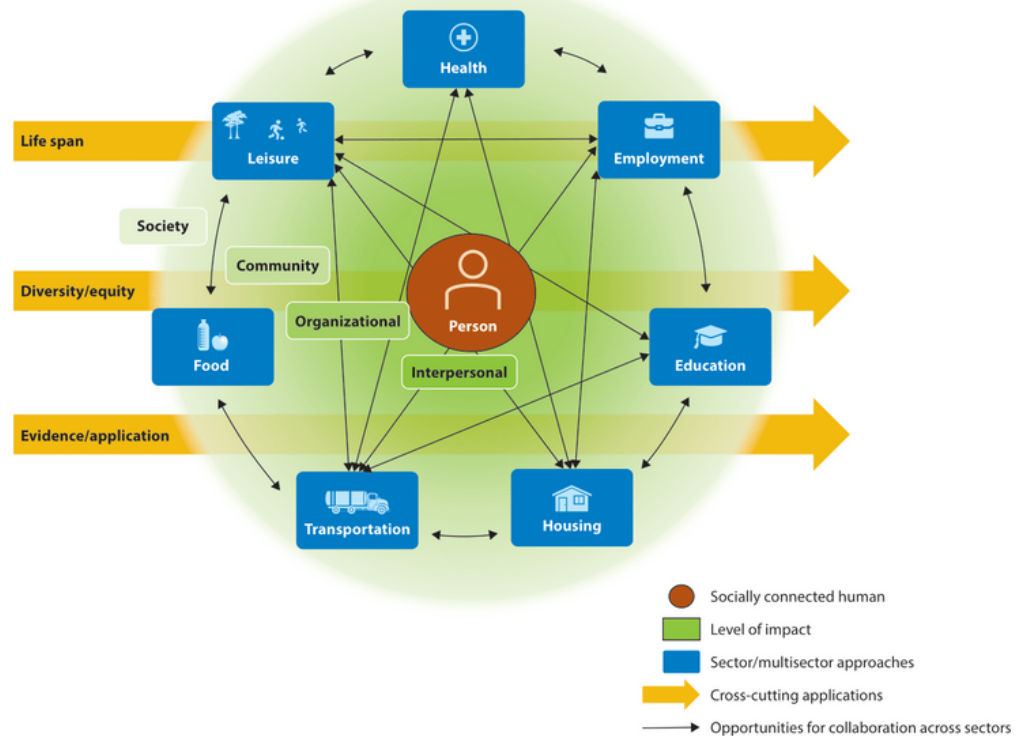 Health
Life span
Leisure
Employment
Society
Community
Diversity/equity
Organizational
Person
Food
Interpersonal
Education
Evidence/application
Transportation
Housing
Socially connected human
Level of impact
Sector/multisector approaches
Cross-cutting applications
Opportunities for collaboration across sectors